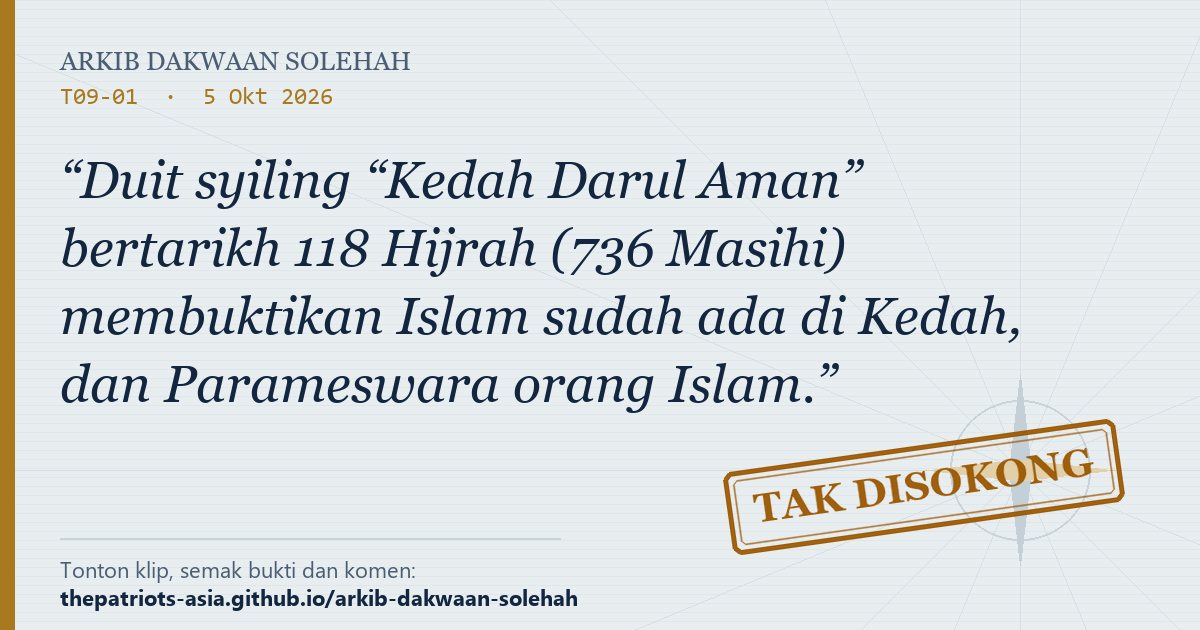 ARKIB DAKWAAN SOLEHAH
T09-01 · 5 Okt 2026
“Duit syiling “Kedah Darul Aman”
bertarikh 118 Hijrah (736 Masihi)
membuktikan Islam sudah ada di Kedah,
dan Parameswara orang Islam.”
TAK DISOKONG
Tonton klip, semak bukti dan komen:
thepatriots-asia.github.io/arkib-dakwaan-solehah